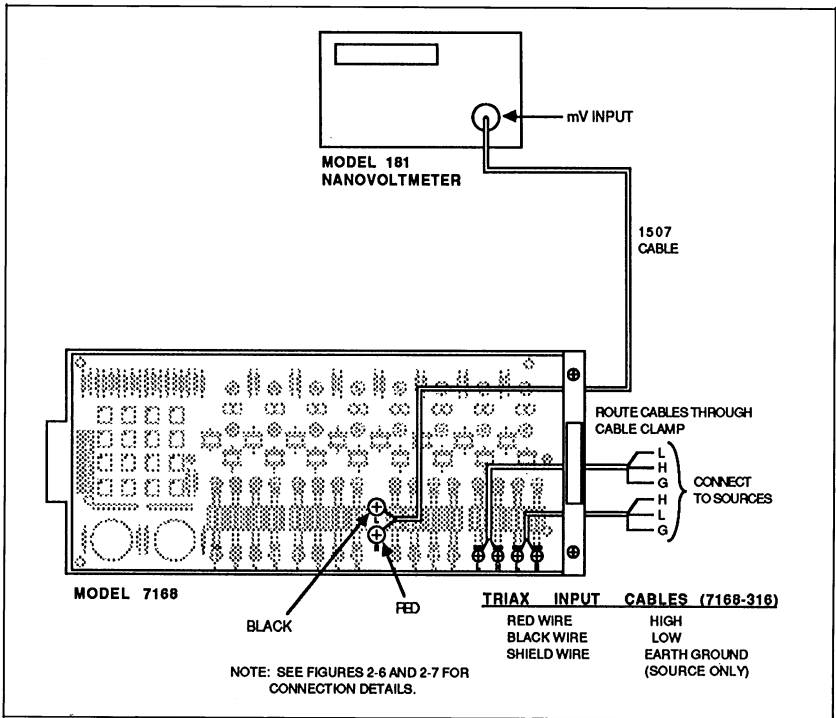 mV INPUT
MODEL 181
NANOVOLTMETER
1507
CABLE
ROUTE CABLES THROUGH
CABLE CLAMP
L
H
G
H
L
G
CONNECT
TO SOURCES
L
H
L H L H
MODEL 7168
BLACK
RED
TRIAX INPUT CABLES (7168-316)
RED WIRE HIGH
BLACK WIRE LOW
SHIELD WIRE EARTH GROUND
(SOURCE ONLY)
NOTE: SEE FIGURES 2-6 AND 2-7 FOR
CONNECTION DETAILS.